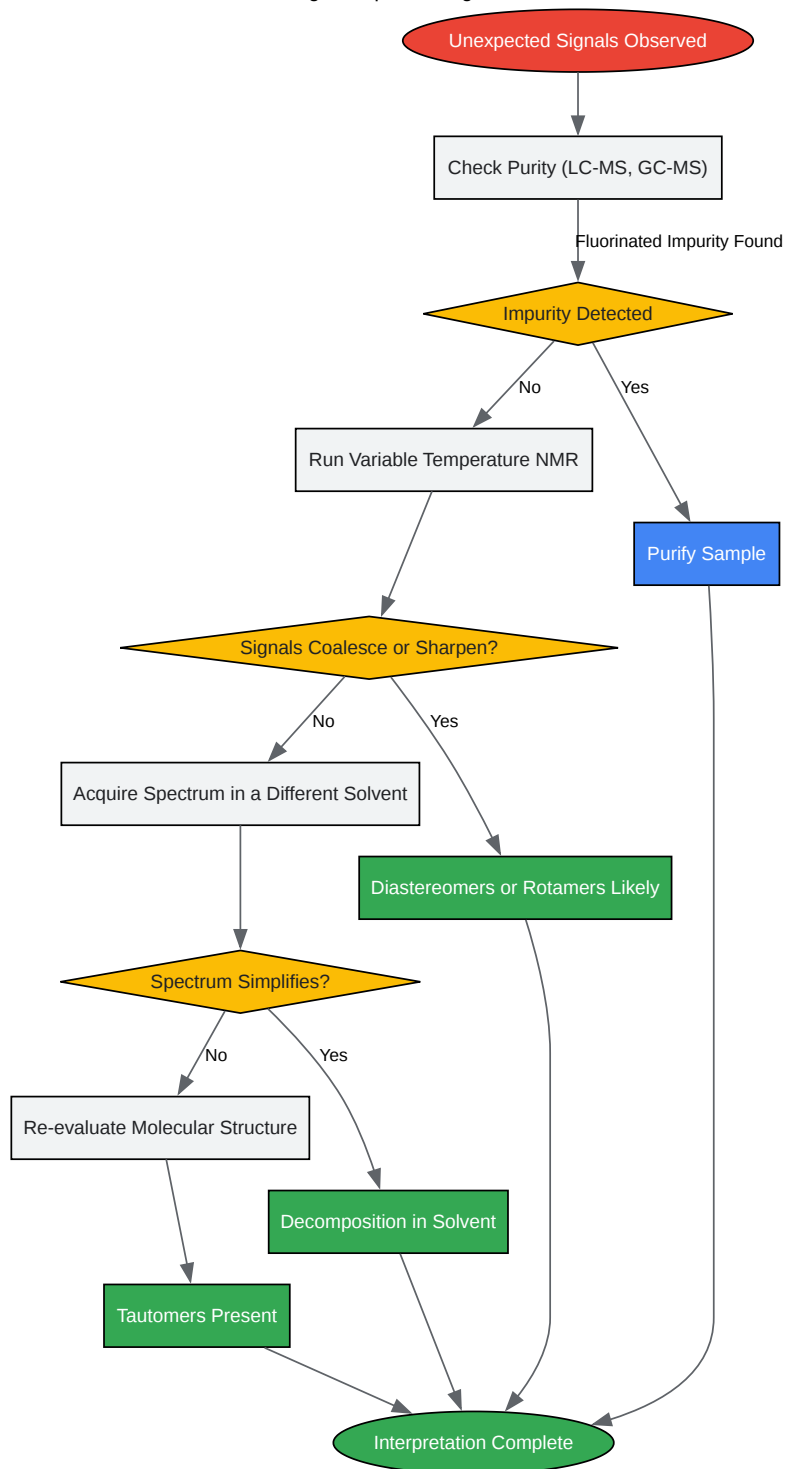 Unexpected Signals Observed
Check Purity (LC-MS, GC-MS)
Fluorinated Impurity Found
Impurity Detected
No
Yes
Run Variable Temperature NMR
Purify Sample
Signals Coalesce or Sharpen?
No
Yes
Acquire Spectrum in a Different Solvent
Diastereomers or Rotamers Likely
Spectrum Simplifies?
No
Yes
Re-evaluate Molecular Structure
Decomposition in Solvent
Tautomers Present
Interpretation Complete